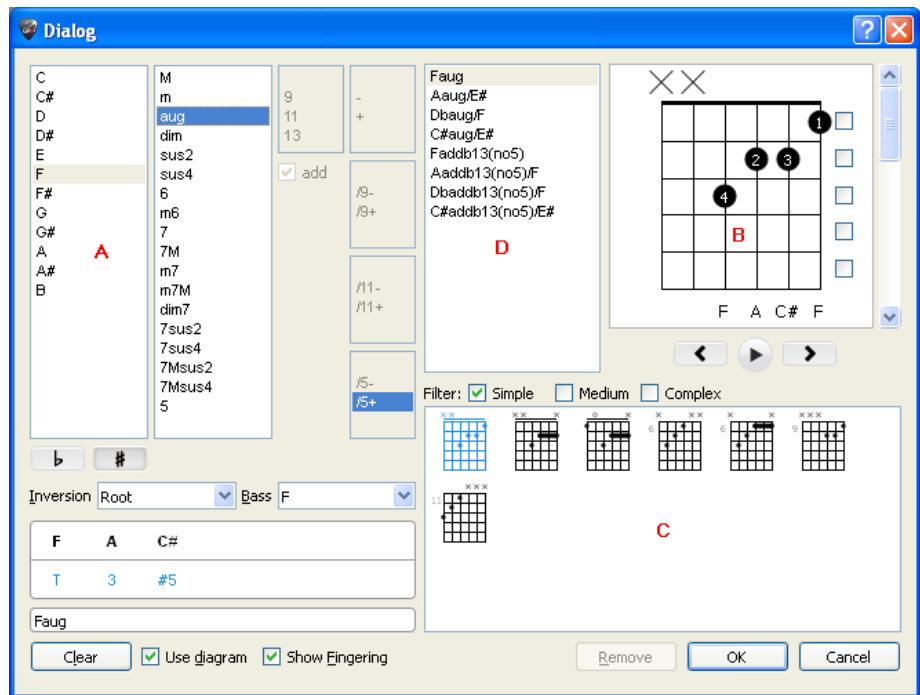 Dialog
C
C#
D
D#
E
F
F#
G
G#
A
A#
B
A
M
m
aug
dim
sus2
sus4
6
m6
7
7M
m7
m7M
dim7
7sus2
7sus4
7Msus2
7Msus4
5
9
11
13
add
-
+
/9-
/9+
/11-
/11+
/5-
/5+
Faug
Aaug/E#
Dbaug/F
C#aug/E#
Faddb13(no5)
Aaddb13(no5)/F
Dbaddb13(no5)/F
C#addb13(no5)/E#
D
1
2 3
4
B
F A C# F
Filter: Simple Medium Complex
x x x x x o x x x x x x x x x
6 6 9
x x x
11
C
♭ #
Inversion Root Bass F
F A C#
T 3 #5
Faug
Clear Use diagram Show Fingering Remove OK Cancel